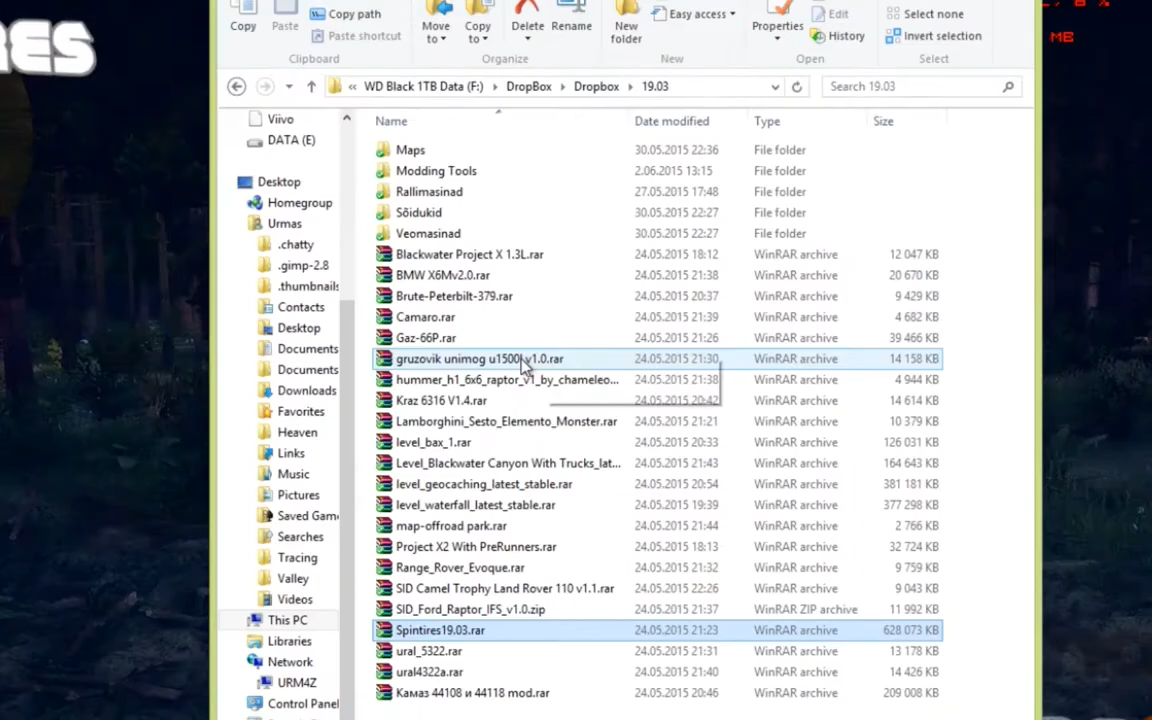 RES
MB
Copy
Paste
Copy path
Paste shortcut
Clipboard
Move to
Copy to
Delete
Rename
Organize
New folder
Easy access
New
Properties
Edit
History
Open
Select none
Invert selection
Select
« WD Black 1TB Data (F:) DropBox Dropbox 19.03
Search 19.03
Viivo
DATA (E)
Desktop
Homegroup
Urmas
.chatty
.gimp-2.8
.thumbnails
Contacts
Desktop
Documents
Documents
Downloads
Favorites
Heaven
Links
Music
Pictures
Saved Gam
Searches
Tracing
Valley
Videos
This PC
Libraries
Network
URM4Z
Control Panel
Name Date modified Type Size
Maps 30.05.2015 22:36 File folder
Modding Tools 2.06.2015 13:15 File folder
Rallimasinad 27.05.2015 17:48 File folder
Sõidukid 30.05.2015 22:27 File folder
Veomasinad 30.05.2015 22:27 File folder
Blackwater Project X 1.3L.rar 24.05.2015 18:12 WinRAR archive 12 047 KB
BMW X6Mv2.0.rar 24.05.2015 21:38 WinRAR archive 20 670 KB
Brute-Peterbilt-379.rar 24.05.2015 20:37 WinRAR archive 9 429 KB
Camaro.rar 24.05.2015 21:39 WinRAR archive 4 682 KB
Gaz-66P.rar 24.05.2015 21:26 WinRAR archive 39 466 KB
gruzovik unimog u1500l v1.0.rar 24.05.2015 21:30 WinRAR archive 14 158 KB
hummer_h1_6x6_raptor_v1_by_chameleo... 24.05.2015 21:38 WinRAR archive 4 944 KB
Kraz 6316 V1.4.rar 24.05.2015 20:42 WinRAR archive 14 614 KB
Lamborghini_Sesto_Elemento_Monster.rar 24.05.2015 21:21 WinRAR archive 10 379 KB
level_bax_1.rar 24.05.2015 20:33 WinRAR archive 126 031 KB
Level_Blackwater Canyon With Trucks_lat... 24.05.2015 21:43 WinRAR archive 164 643 KB
level_geocaching_latest_stable.rar 24.05.2015 20:54 WinRAR archive 381 181 KB
level_waterfall_latest_stable.rar 24.05.2015 19:39 WinRAR archive 377 298 KB
map-offroad park.rar 24.05.2015 21:44 WinRAR archive 2 766 KB
Project X2 With PreRunners.rar 24.05.2015 18:13 WinRAR archive 32 724 KB
Range_Rover_Evoque.rar 24.05.2015 21:32 WinRAR archive 9 759 KB
SID Camel Trophy Land Rover 110 v1.1.rar 24.05.2015 22:26 WinRAR archive 9 043 KB
SID_Ford_Raptor_IFS_v1.0.zip 24.05.2015 21:37 WinRAR ZIP archive 11 992 KB
Spintires19.03.rar 24.05.2015 21:23 WinRAR archive 628 073 KB
ural_5322.rar 24.05.2015 21:31 WinRAR archive 13 178 KB
ural4322a.rar 24.05.2015 21:40 WinRAR archive 14 426 KB
Камаз 44108 и 44118 mod.rar 24.05.2015 20:46 WinRAR archive 209 008 KB